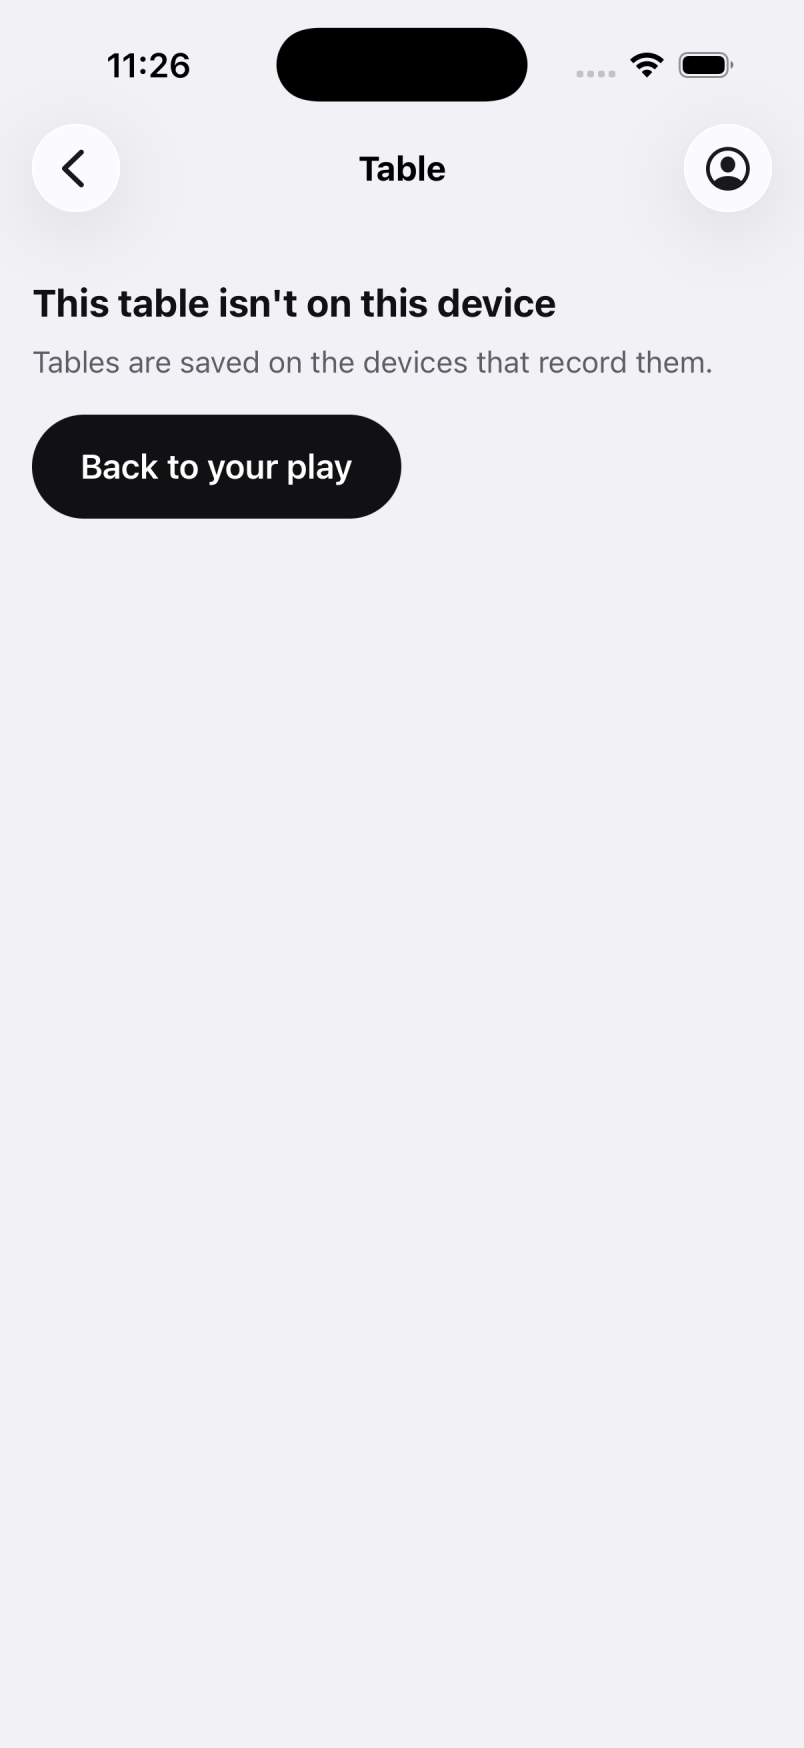 11:26
Table
This table isn't on this device
Tables are saved on the devices that record them.
Back to your play